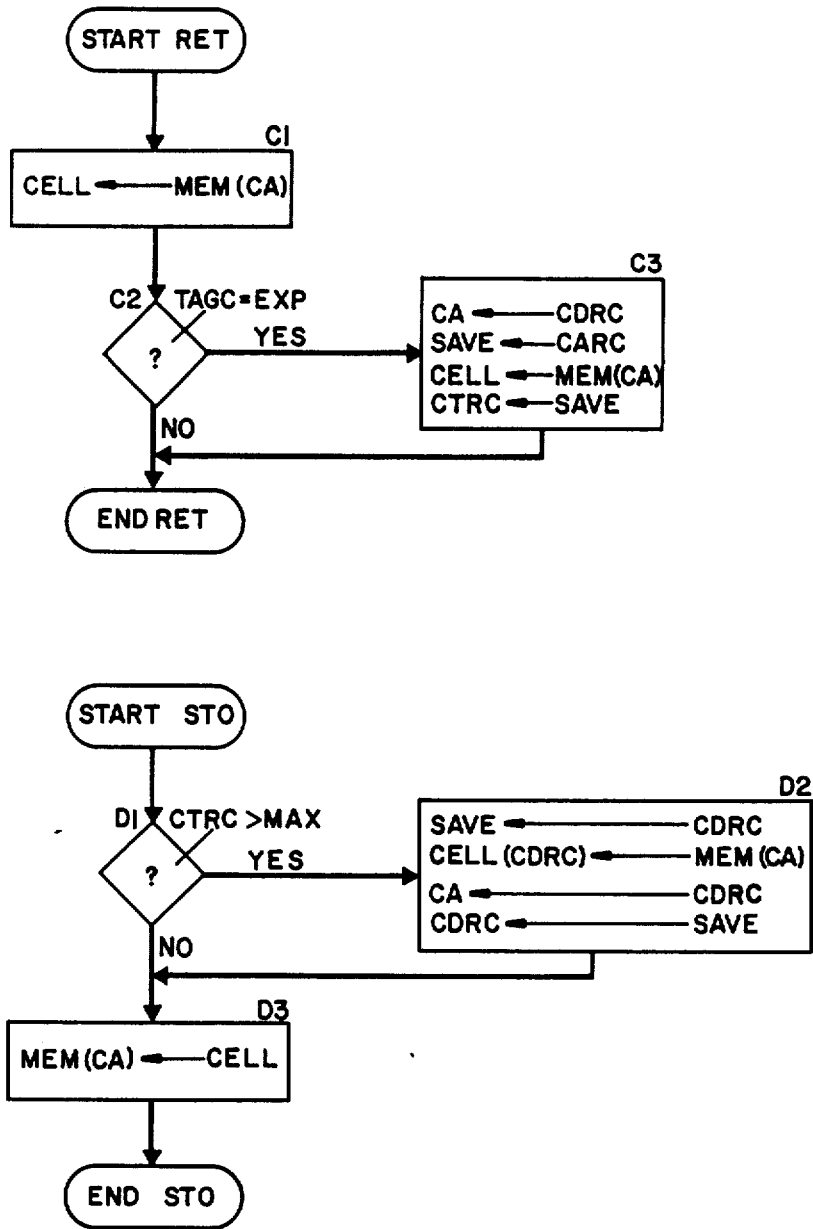 START RET
C1
CELL ← MEM(CA)
C2 TAGC=EXP
?
YES
NO
C3
CA ← CDRC
SAVE ← CARC
CELL ← MEM(CA)
CTRC ← SAVE
END RET
START STO
D1 CTRC >MAX
?
YES
NO
D2
SAVE ← CDRC
CELL(CDRC) ← MEM(CA)
CA ← CDRC
CDRC ← SAVE
D3
MEM(CA) ← CELL
END STO